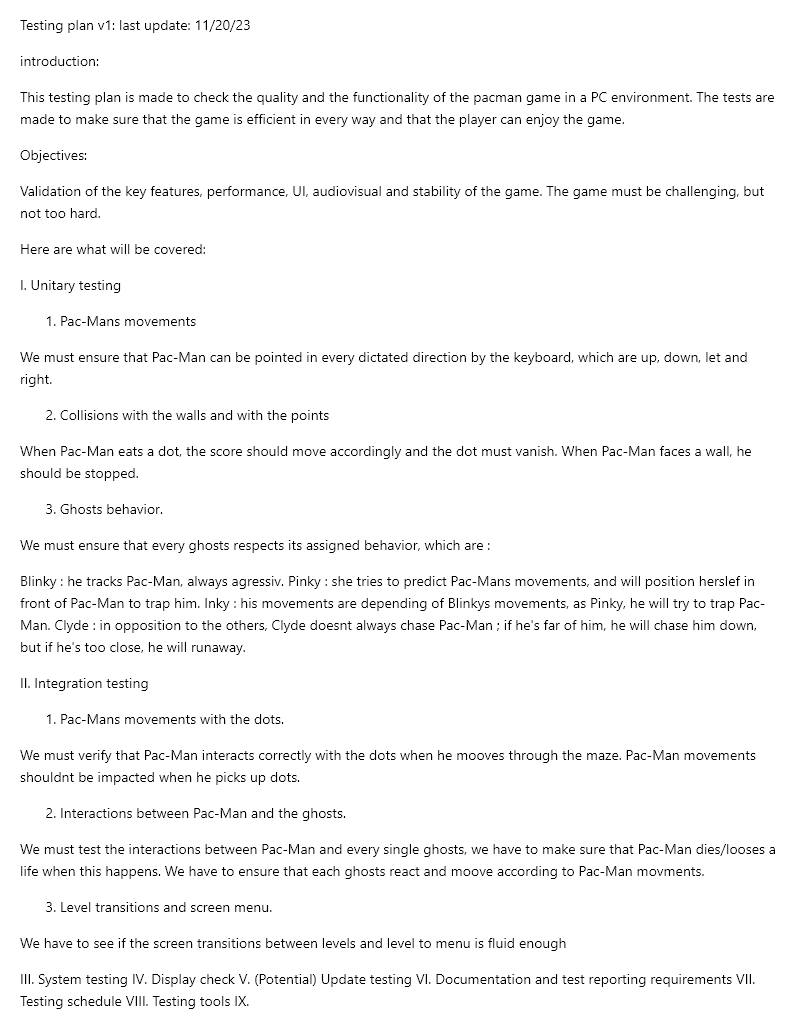 Testing plan v1: last update: 11/20/23
introduction:
This testing plan is made to check the quality and the functionality of the pacman game in a PC environment. The tests are
made to make sure that the game is efficient in every way and that the player can enjoy the game.
Objectives:
Validation of the key features, performance, UI, audiovisual and stability of the game. The game must be challenging, but
not too hard.
Here are what will be covered:
I. Unitary testing
1. Pac-Mans movements
We must ensure that Pac-Man can be pointed in every dictated direction by the keyboard, which are up, down, let and
right.
2. Collisions with the walls and with the points
When Pac-Man eats a dot, the score should move accordingly and the dot must vanish. When Pac-Man faces a wall, he
should be stopped.
3. Ghosts behavior.
We must ensure that every ghosts respects its assigned behavior, which are :
Blinky : he tracks Pac-Man, always agressiv. Pinky : she tries to predict Pac-Mans movements, and will position herslef in
front of Pac-Man to trap him. Inky : his movements are depending of Blinkys movements, as Pinky, he will try to trap Pac-
Man. Clyde : in opposition to the others, Clyde doesnt always chase Pac-Man ; if he's far of him, he will chase him down,
but if he's too close, he will runaway.
II. Integration testing
1. Pac-Mans movements with the dots.
We must verify that Pac-Man interacts correctly with the dots when he mooves through the maze. Pac-Man movements
shouldnt be impacted when he picks up dots.
2. Interactions between Pac-Man and the ghosts.
We must test the interactions between Pac-Man and every single ghosts, we have to make sure that Pac-Man dies/looses a
life when this happens. We have to ensure that each ghosts react and moove according to Pac-Man movments.
3. Level transitions and screen menu.
We have to see if the screen transitions between levels and level to menu is fluid enough
III. System testing IV. Display check V. (Potential) Update testing VI. Documentation and test reporting requirements VII.
Testing schedule VIII. Testing tools IX.